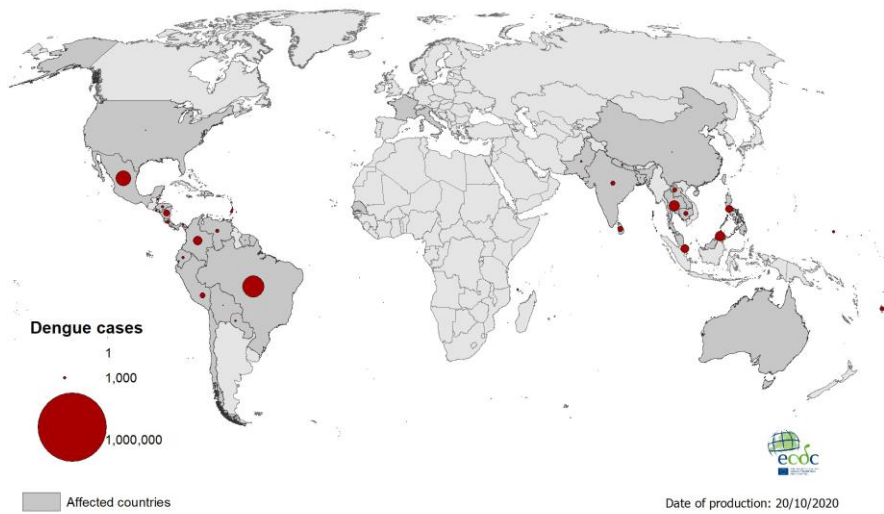 Dengue cases
1
1,000
1,000,000
Affected countries
ecdc
Date of production: 20/10/2020